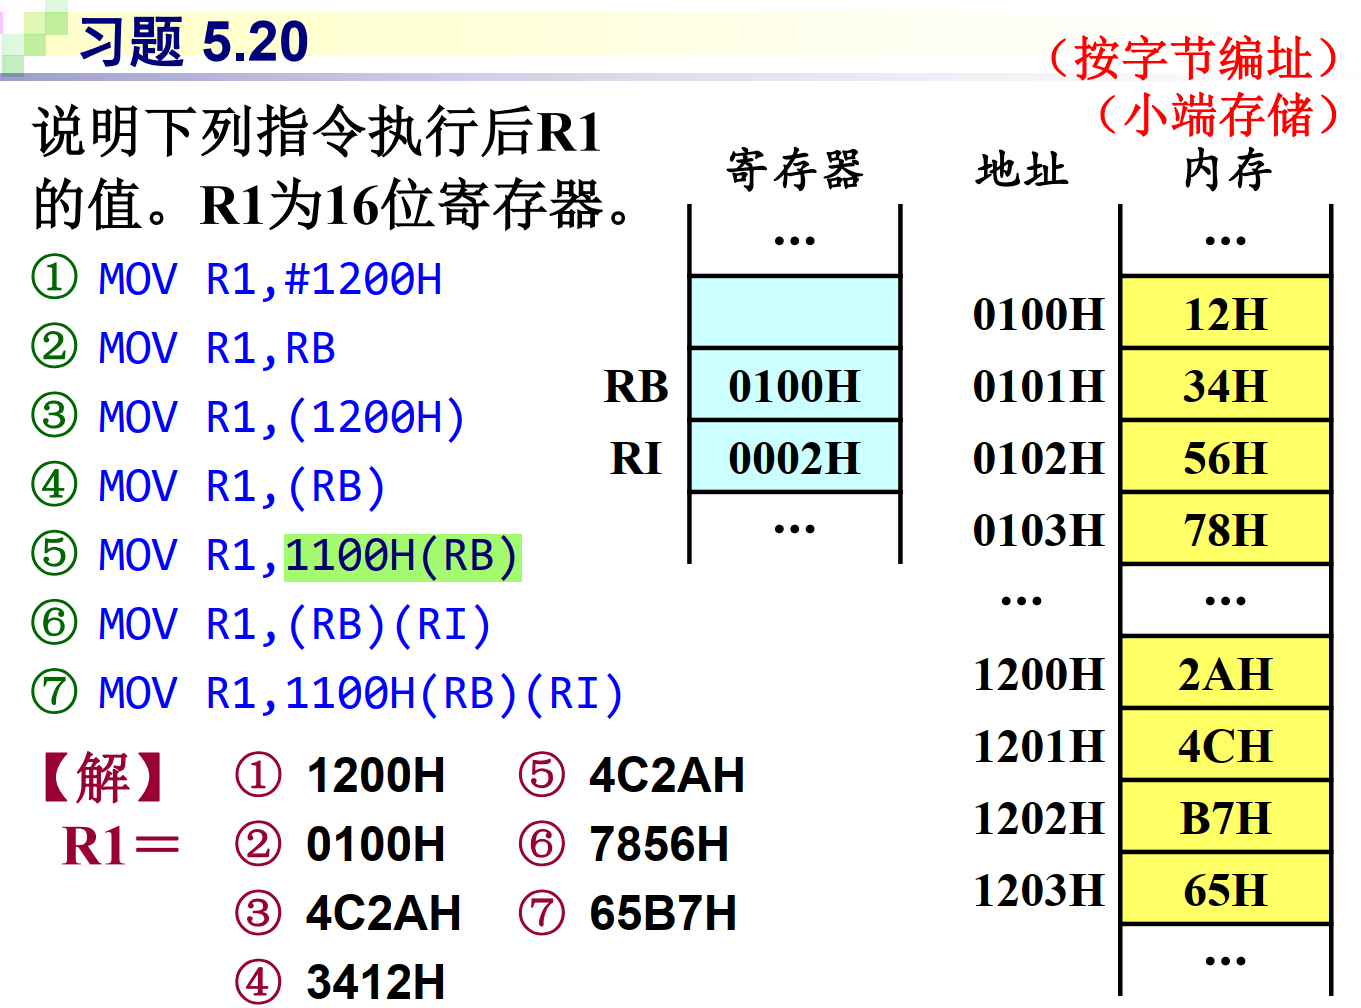 习题 5.20
（按字节编址）
（小端存储）
说明下列指令执行后R1
的值。R1为16位寄存器。
① MOV R1,#1200H
② MOV R1,RB
③ MOV R1,(1200H)
④ MOV R1,(RB)
⑤ MOV R1,1100H(RB)
⑥ MOV R1,(RB)(RI)
⑦ MOV R1,1100H(RB)(RI)
寄存器
...
RB 0100H
RI 0002H
...
地址 内存
...
0100H 12H
0101H 34H
0102H 56H
0103H 78H
... ...
1200H 2AH
1201H 4CH
1202H B7H
1203H 65H
...
【解】 ① 1200H ⑤ 4C2AH
R1＝ ② 0100H ⑥ 7856H
③ 4C2AH ⑦ 65B7H
④ 3412H